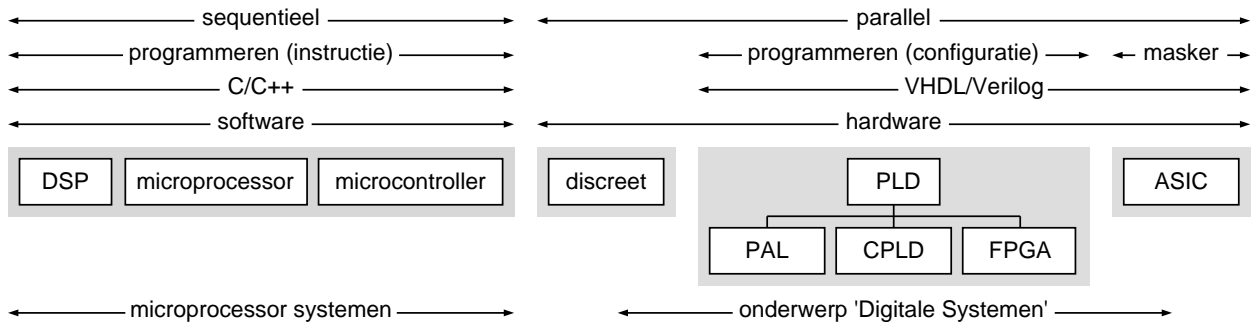 sequentieel parallel
programmeren (instructie) programmeren (configuratie) masker
C/C++ VHDL/Verilog
software hardware
DSP microprocessor microcontroller discreet PLD ASIC
PAL CPLD FPGA
microprocessor systemen onderwerp 'Digitale Systemen'